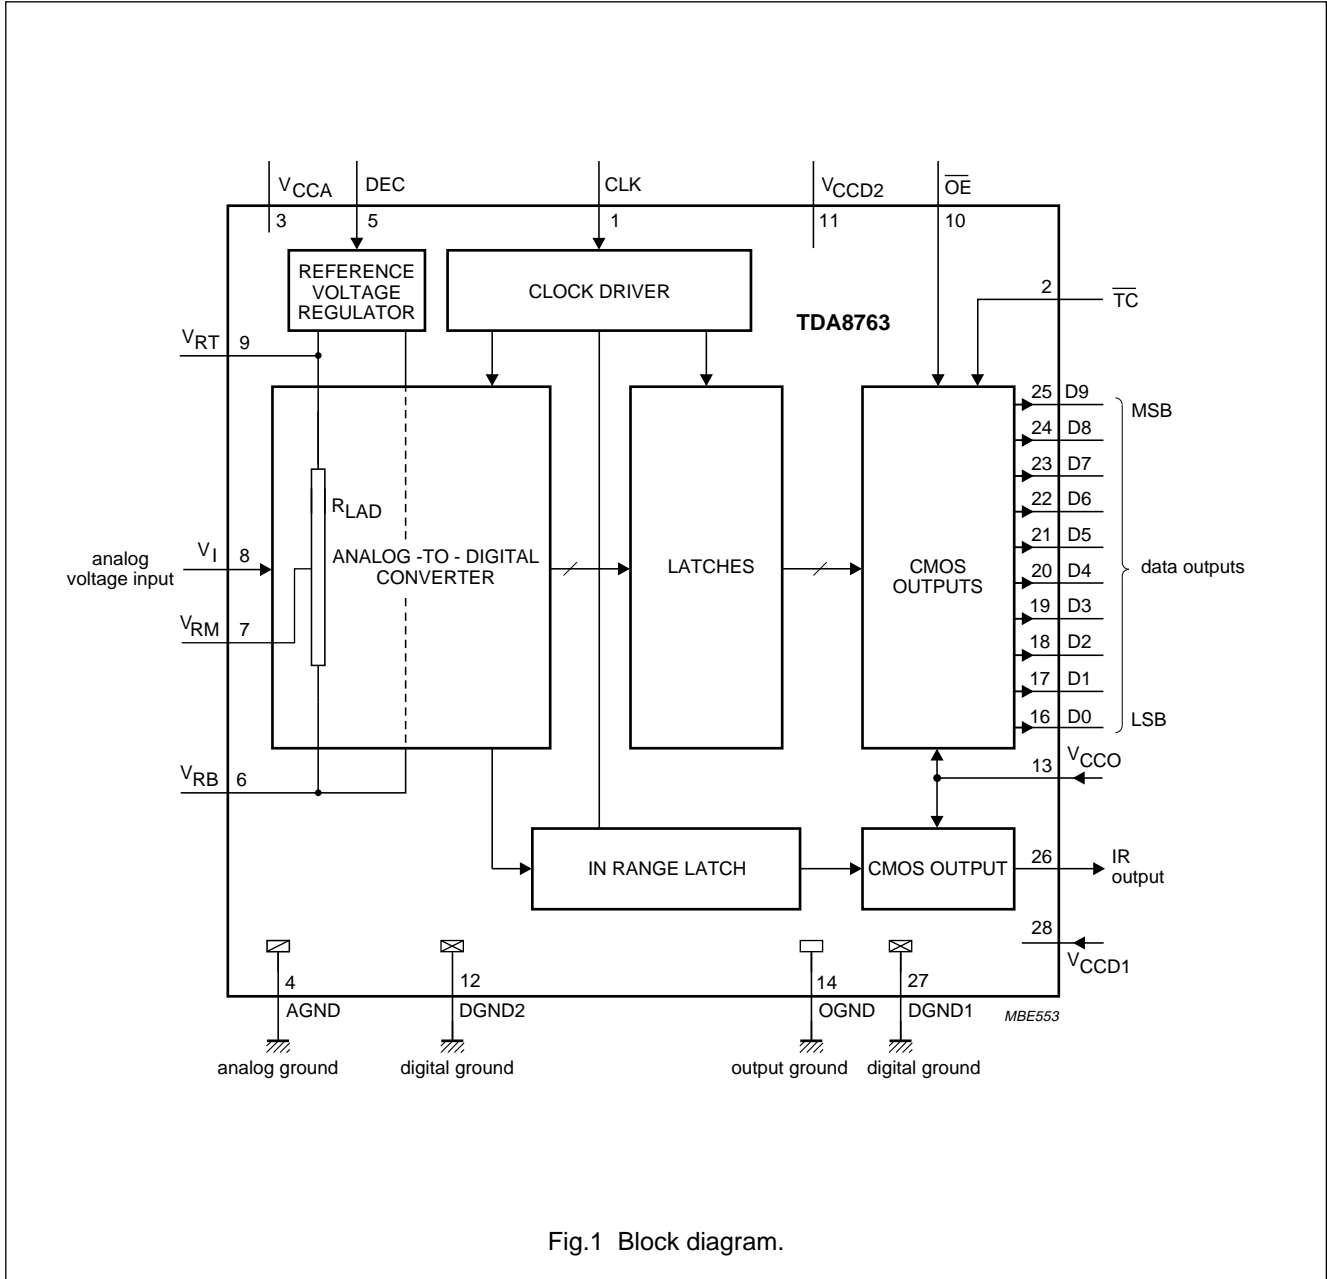 VCCA
DEC
CLK
VCCD2
OE
3
5
1
11
10
REFERENCE
VOLTAGE
REGULATOR
CLOCK DRIVER
2
TC
TDA8763
VRT
9
25
D9
MSB
24
D8
23
D7
22
D6
21
D5
20
D4
19
D3
18
D2
17
D1
16
D0
LSB
data outputs
RLAD
analog
voltage input
VI
8
ANALOG -TO - DIGITAL
CONVERTER
LATCHES
CMOS
OUTPUTS
VRM
7
VRB
6
13
VCCO
IN RANGE LATCH
CMOS OUTPUT
26
IR
output
28
VCCD1
4
12
14
27
AGND
DGND2
OGND
DGND1
MBE553
analog ground
digital ground
output ground
digital ground
Fig.1 Block diagram.